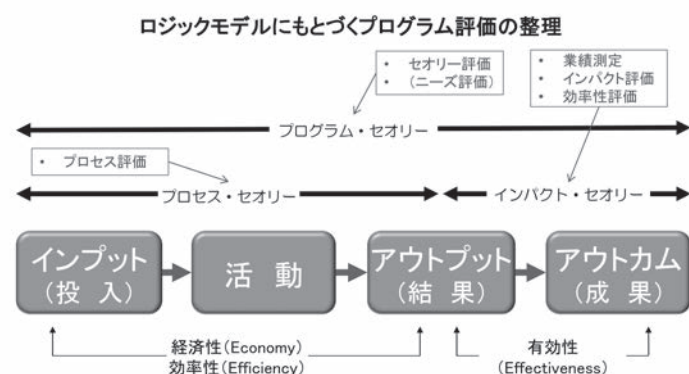 ロジックモデルにもとづくプログラム評価の整理
• セオリー評価
• (ニーズ評価)
• 業績測定
• インパクト評価
• 効率性評価
プログラム・セオリー
• プロセス評価
プロセス・セオリー
インパクト・セオリー
インプット
(投 入)
活 動
アウトプット
(結 果)
アウトカム
(成 果)
経済性(Economy)
効率性(Efficiency)
有効性
(Effectiveness)